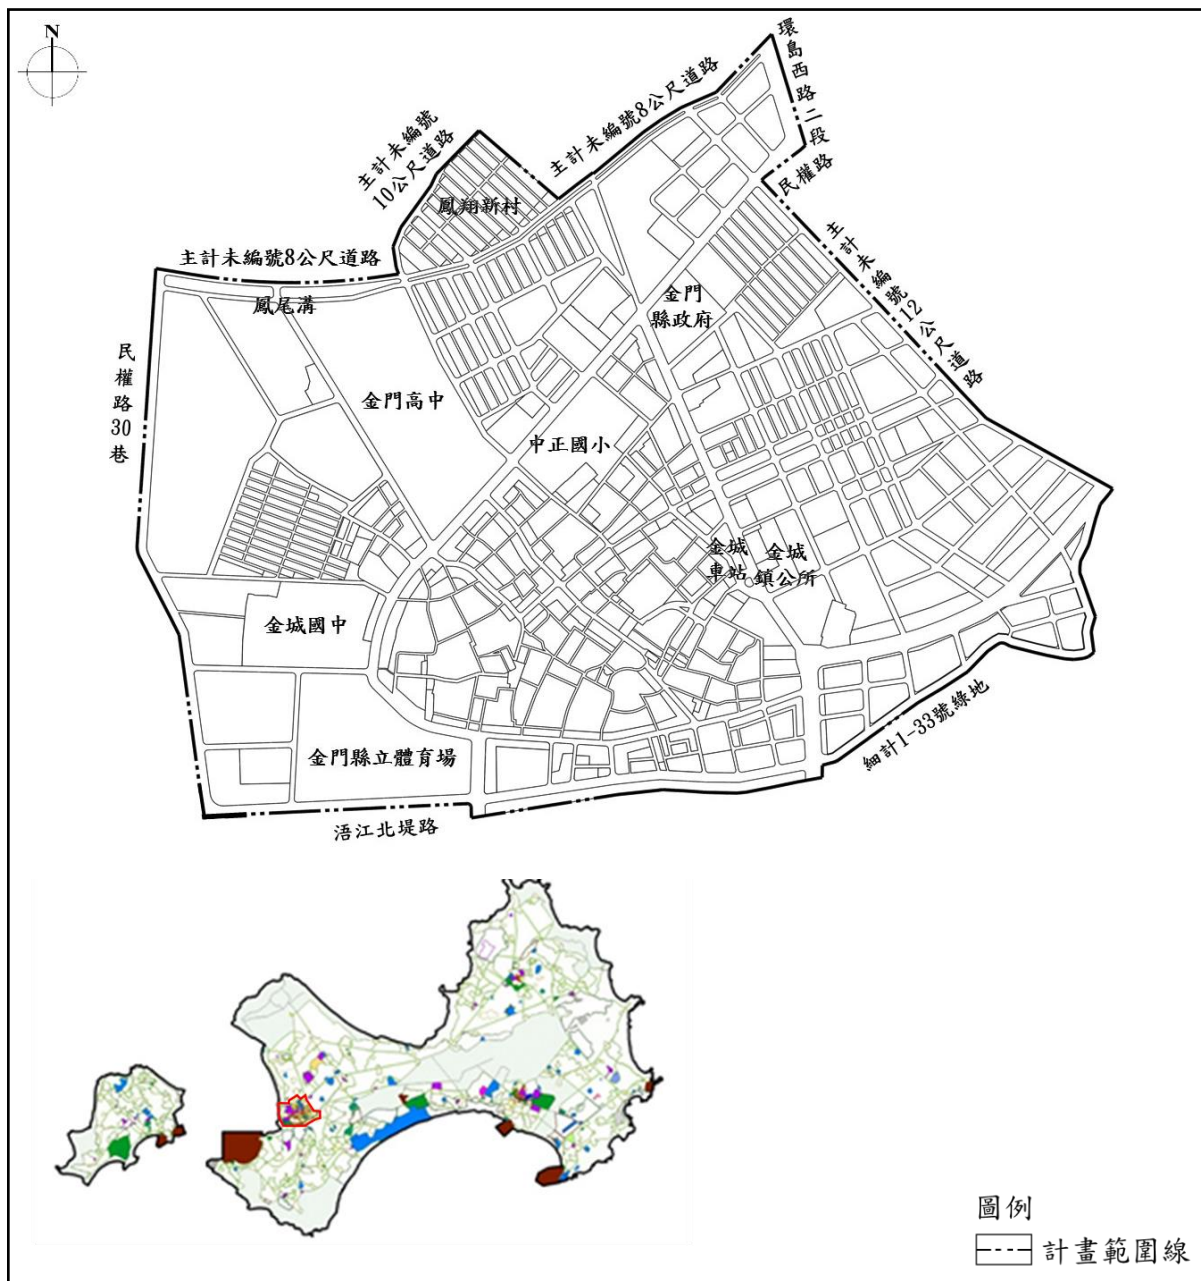 N
環島西路二段
主計未編號8公尺道路
主計未編號
10公尺道路
民權路
鳳翔新村
主計未編號12公尺道路
主計未編號8公尺道路
鳳尾溝
金門
縣政府
民權路30巷
金門高中
中正國小
金城
車站
金城
鎮公所
金城國中
細計1-33號綠地
金門縣立體育場
浯江北堤路
圖例
計畫範圍線